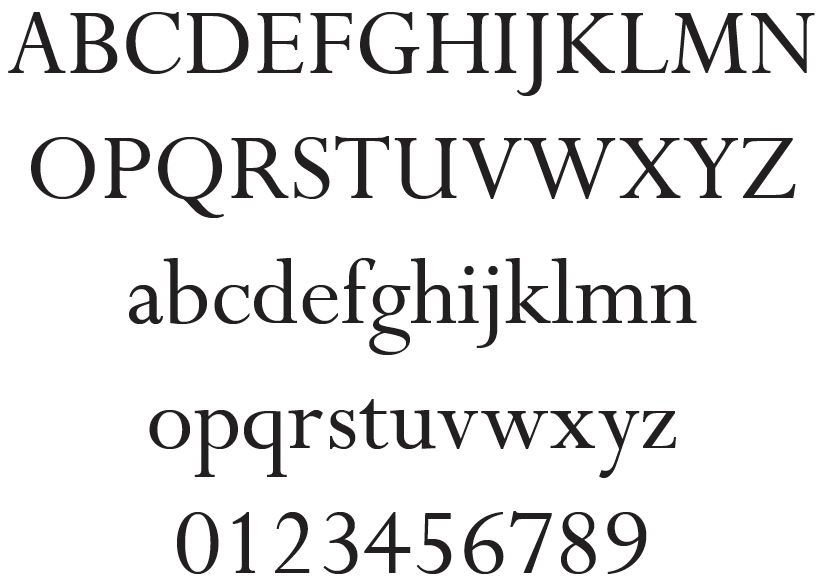 ABCDEFGHIJKLMN
OPQRSTUVWXYZ
abcdefghijklmn
opqrstuvwxyz
0123456789